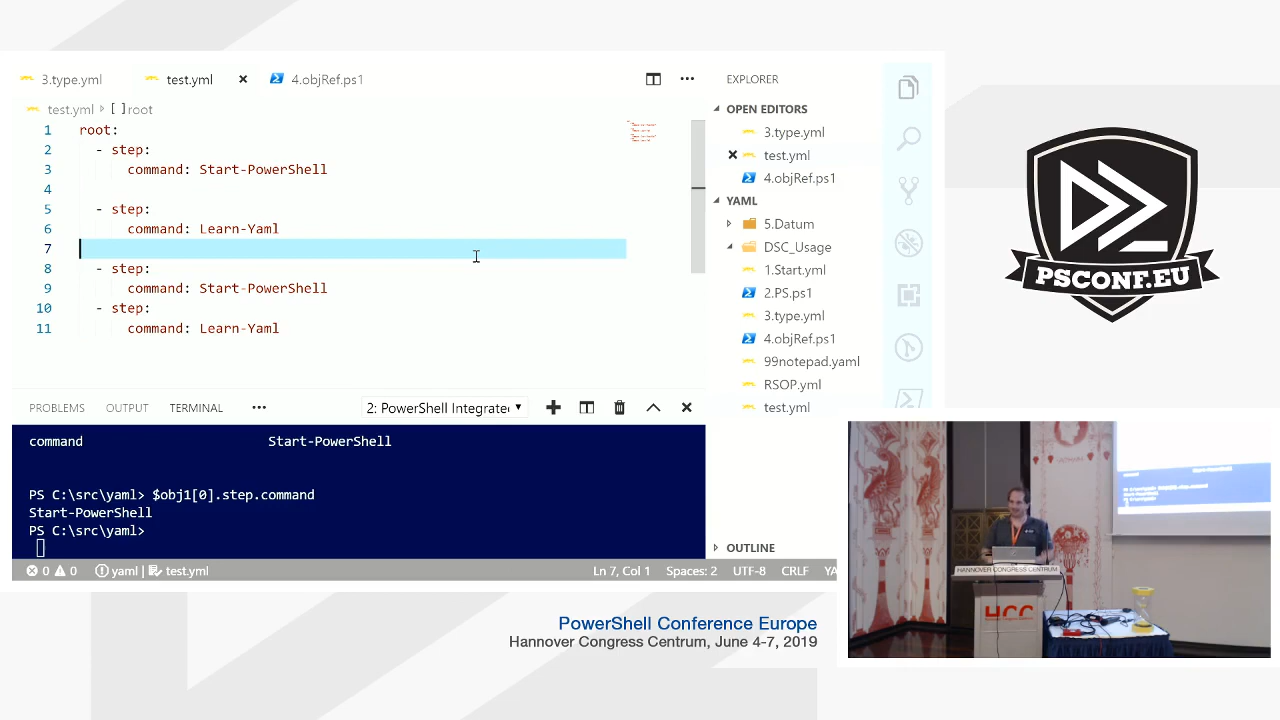 3.type.yml
test.yml
4.objRef.ps1
test.yml [ ] root
1 root:
2 - step:
3 command: Start-PowerShell
4
5 - step:
6 command: Learn-Yaml
7
8 - step:
9 command: Start-PowerShell
10 - step:
11 command: Learn-Yaml
EXPLORER
OPEN EDITORS
3.type.yml
test.yml
4.objRef.ps1
YAML
5.Datum
DSC_Usage
1.Start.yml
2.PS.ps1
3.type.yml
4.objRef.ps1
99notepad.yaml
RSOP.yml
test.yml
OUTLINE
PROBLEMS OUTPUT TERMINAL 2: PowerShell Integrate
command Start-PowerShell
PS C:\src\yaml> $obj1[0].step.command
Start-PowerShell
PS C:\src\yaml>
0 0 yaml | test.yml Ln 7, Col 1 Spaces: 2 UTF-8 CRLF YA
PSCONF.EU
HANNOVER CONGRESS CENTRUM
HCC
PowerShell Conference Europe
Hannover Congress Centrum, June 4-7, 2019